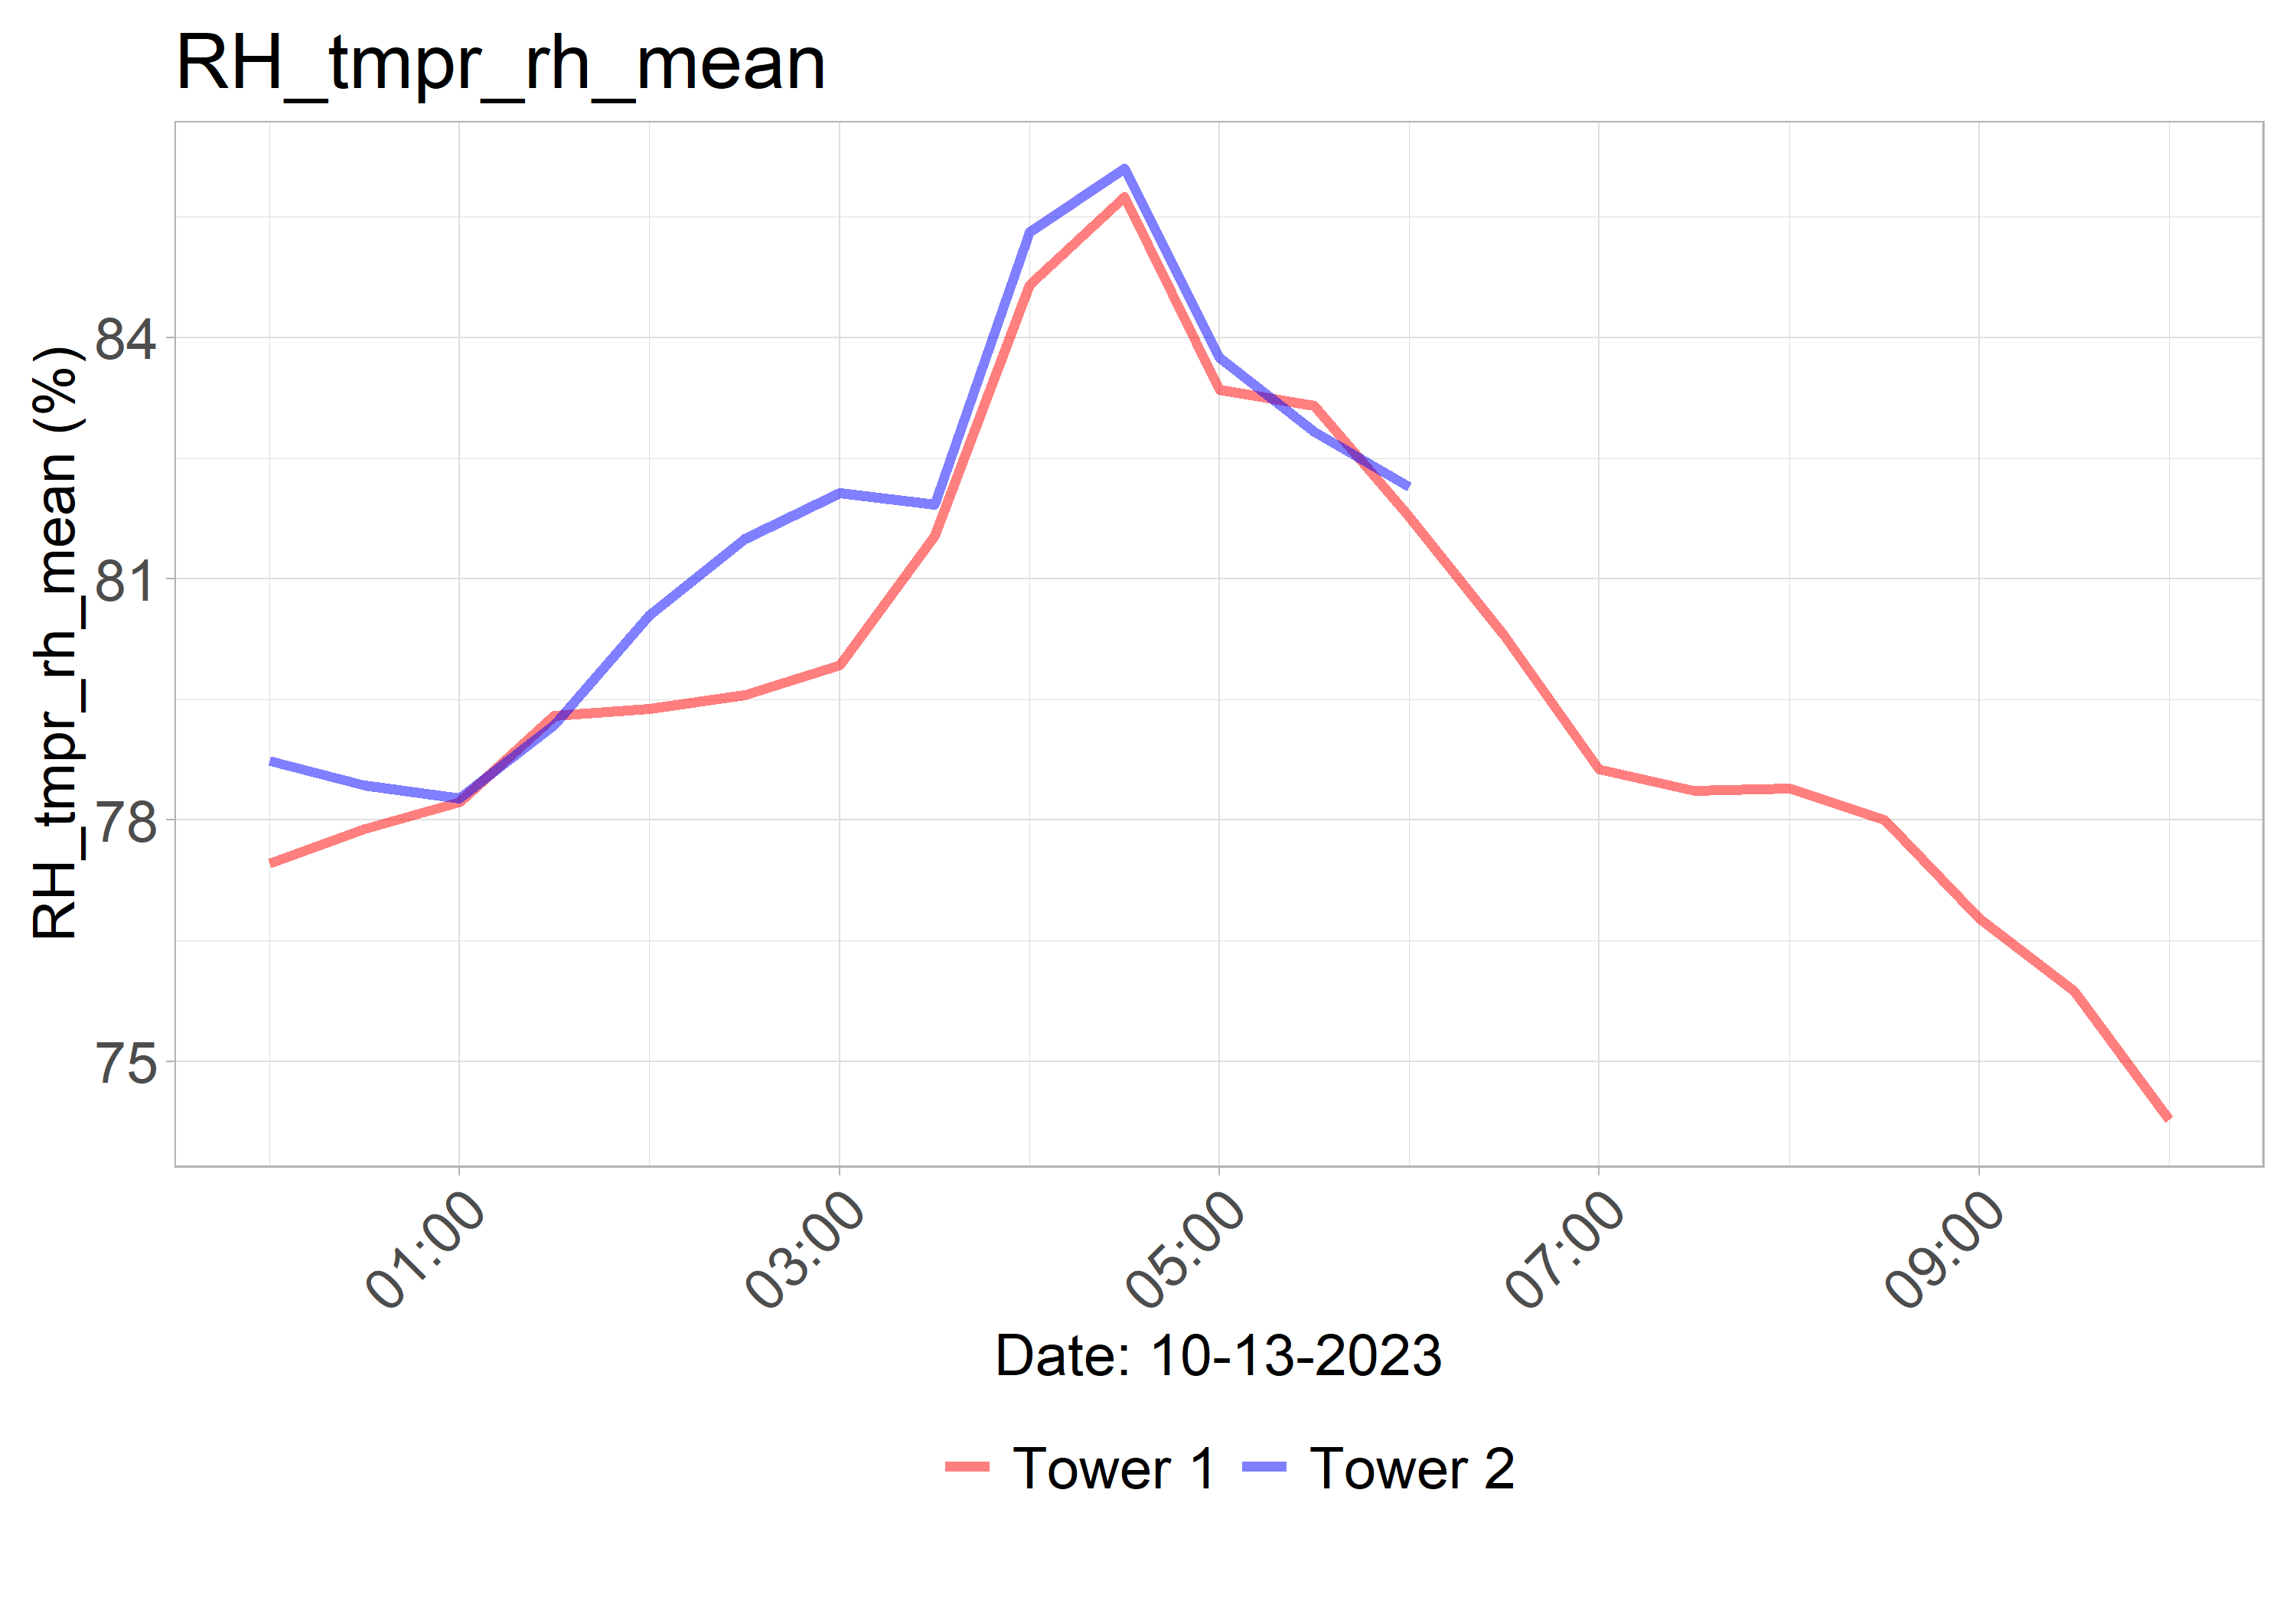 RH_tmpr_rh_mean
RH_tmpr_rh_mean (%)
84
81
78
75
01:00
03:00
05:00
07:00
09:00
Date: 10-13-2023
Tower 1
Tower 2